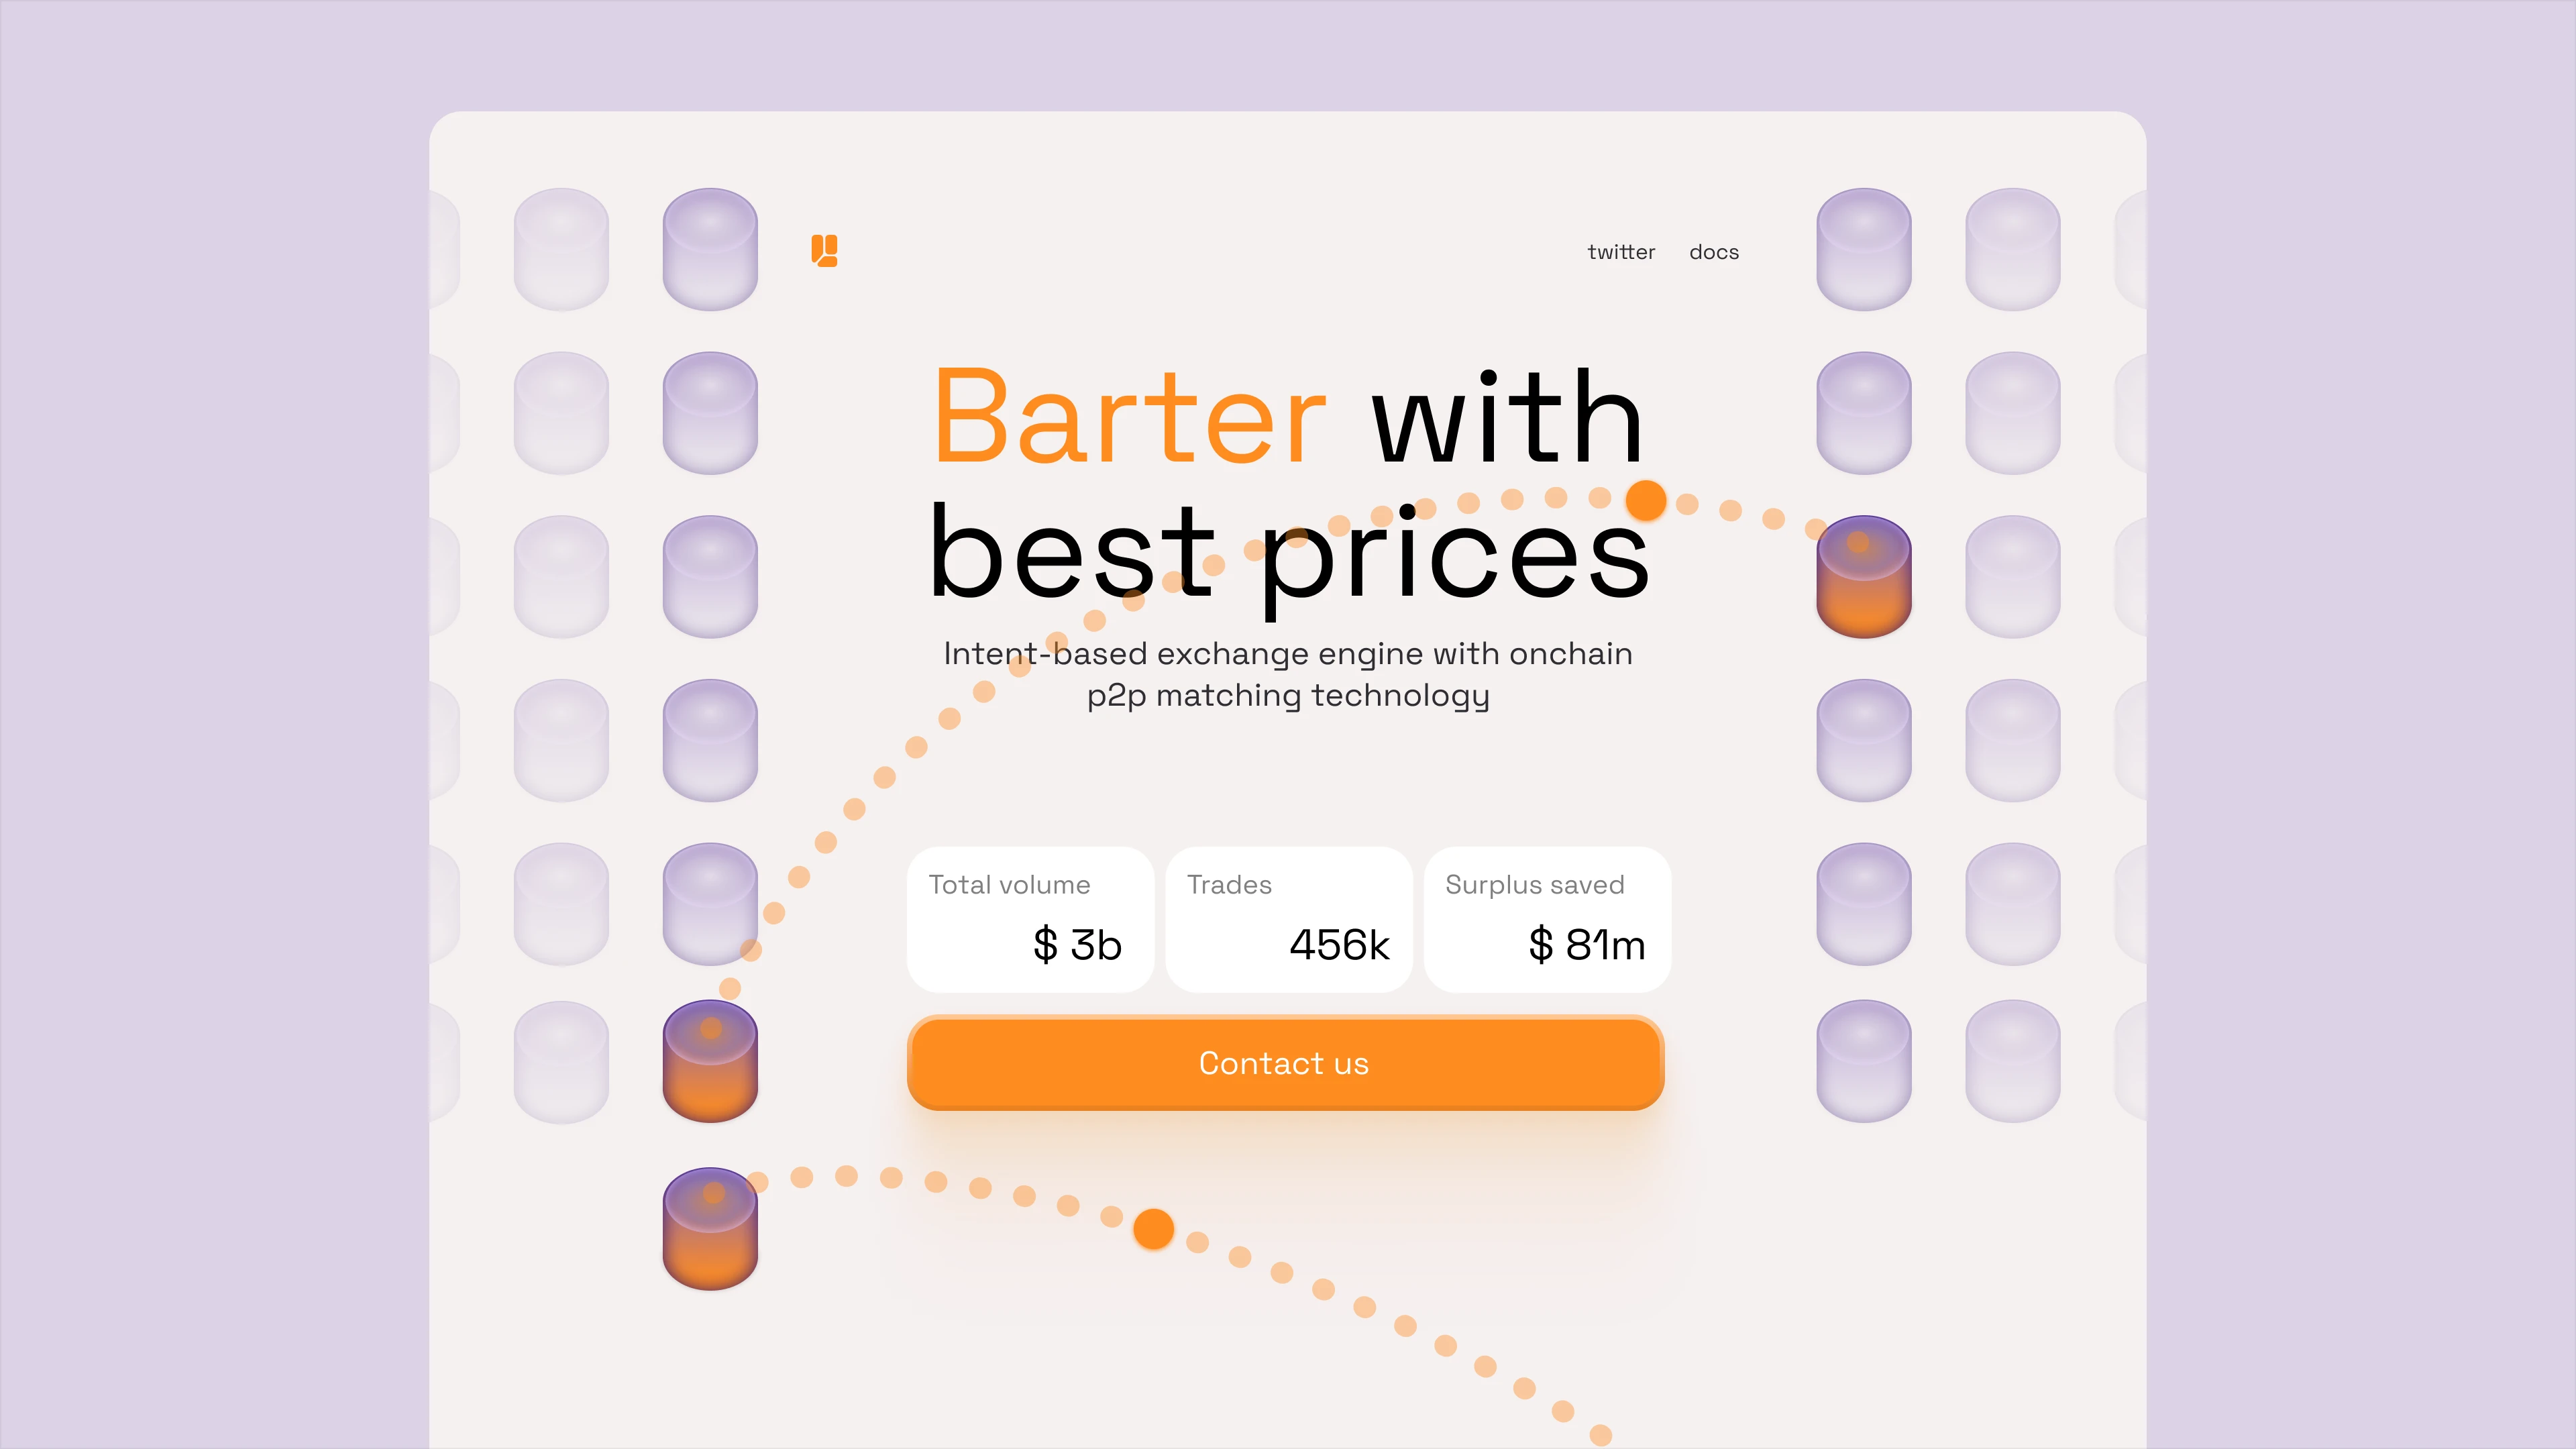 twitter docs
Barter with
best prices
Intent-based exchange engine with onchain
p2p matching technology
Total volume
$ 3b
Trades
456k
Surplus saved
$ 81m
Contact us